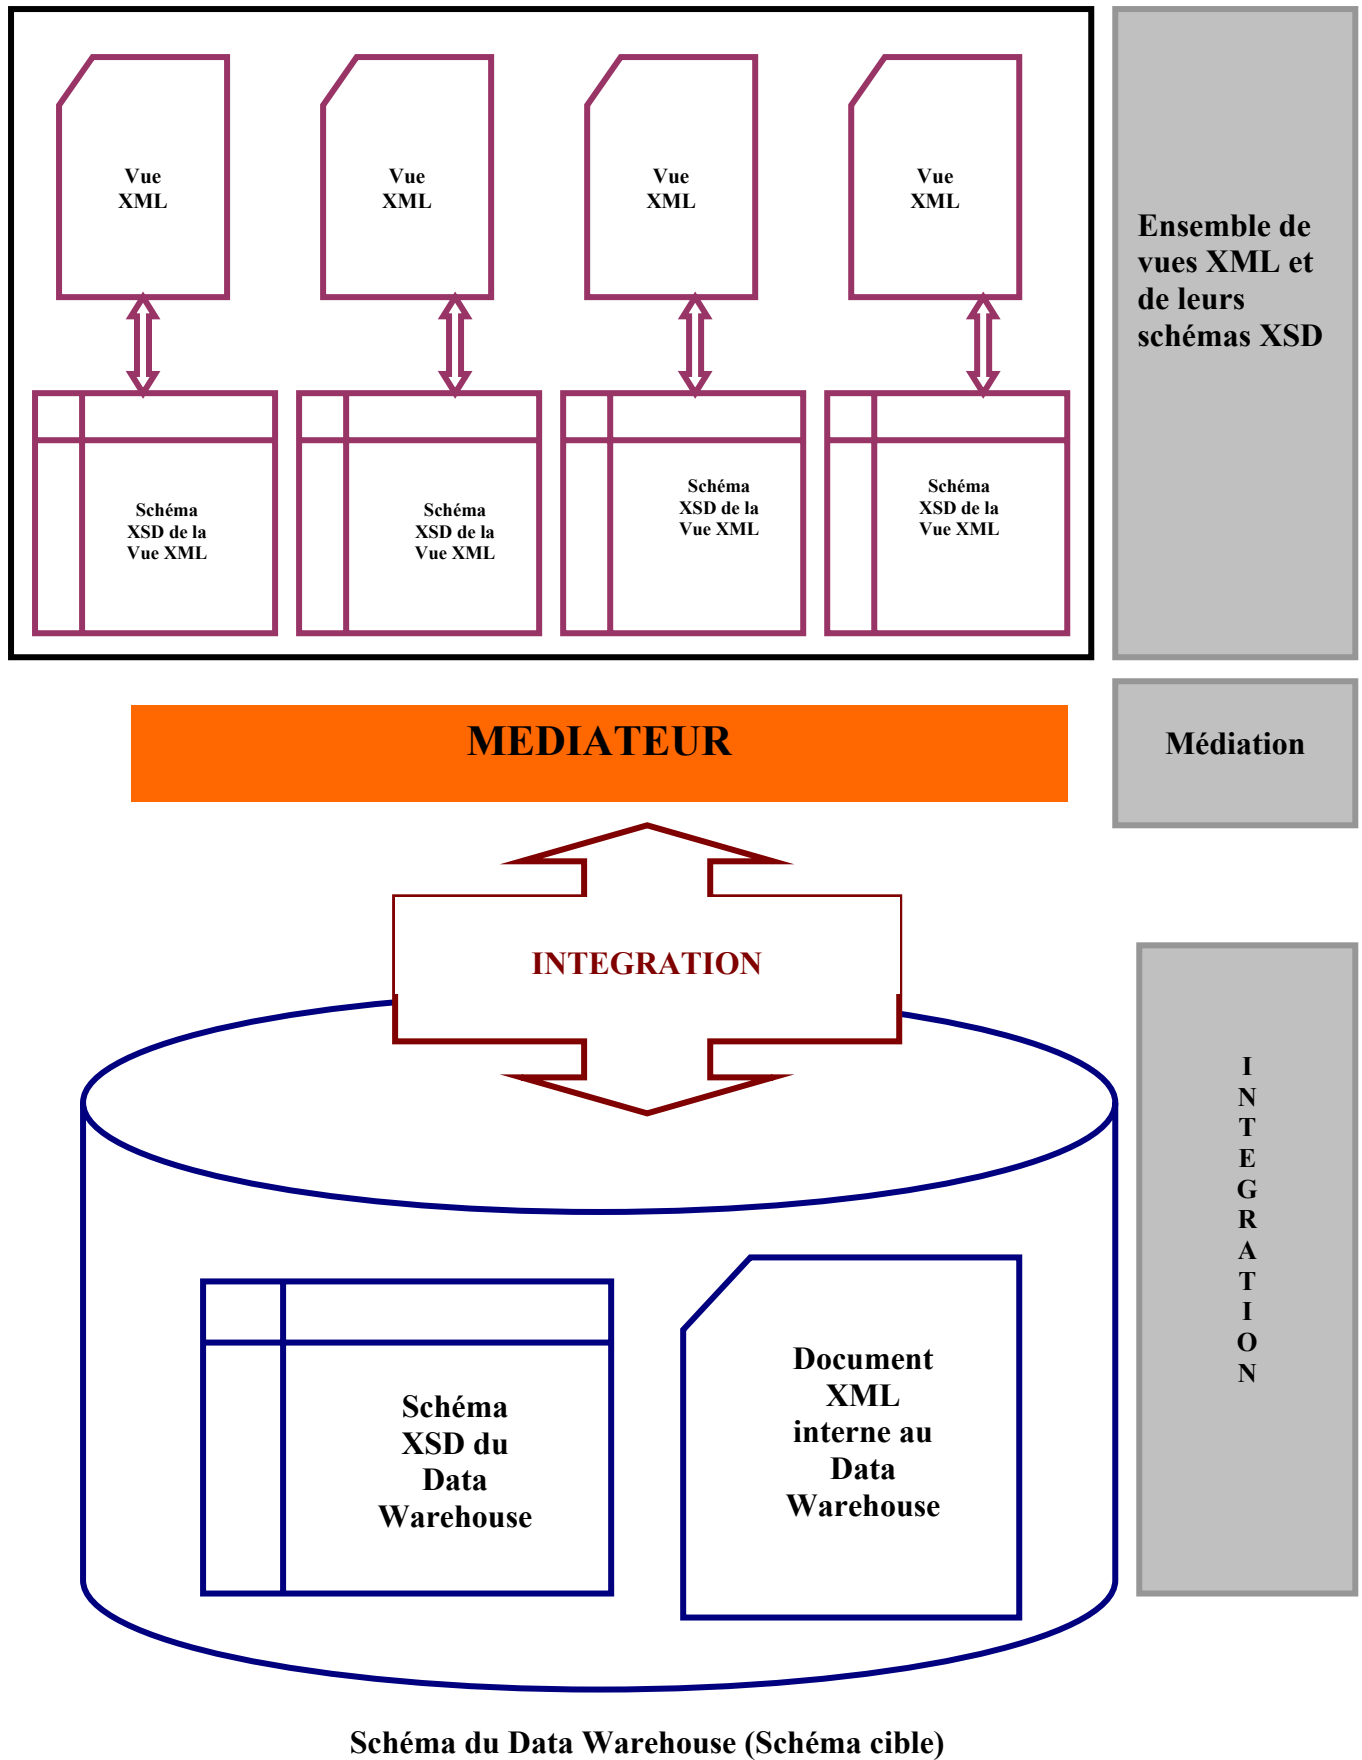 Vue
XML
Vue
XML
Vue
XML
Vue
XML
Ensemble de
vues XML et
de leurs
schémas XSD
Schéma
XSD de la
Vue XML
Schéma
XSD de la
Vue XML
Schéma
XSD de la
Vue XML
Schéma
XSD de la
Vue XML
MEDIATEUR
Médiation
INTEGRATION
I
N
T
E
G
R
A
T
I
O
N
Schéma
XSD du
Data
Warehouse
Document
XML
interne au
Data
Warehouse
Schéma du Data Warehouse (Schéma cible)